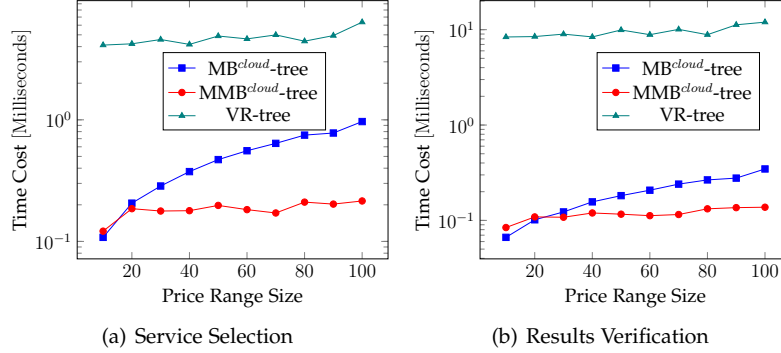 MB^cloud-tree
MMB^cloud-tree
VR-tree
10^0
10^−1
20 40 60 80 100
Time Cost [Milliseconds]
Price Range Size
(a) Service Selection
MB^cloud-tree
MMB^cloud-tree
VR-tree
10^1
10^0
10^−1
20 40 60 80 100
Time Cost [Milliseconds]
Price Range Size
(b) Results Verification